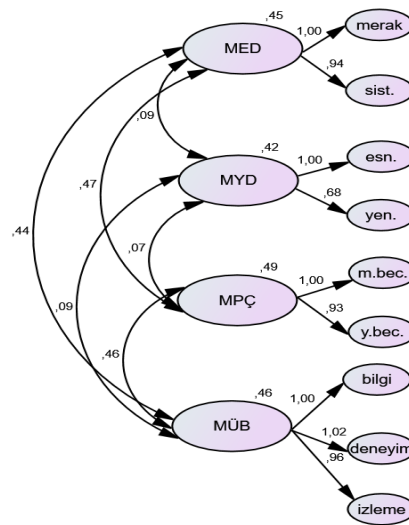 ,45
MED
1,00
merak
,94
sist.
,09
,42
MYD
1,00
esn.
,68
yen.
,47
,44
,07
,49
MPÇ
1,00
m.bec.
,93
y.bec.
,09
,46
,46
MÜB
1,00
bilgi
1,02
deneyim
,96
izleme